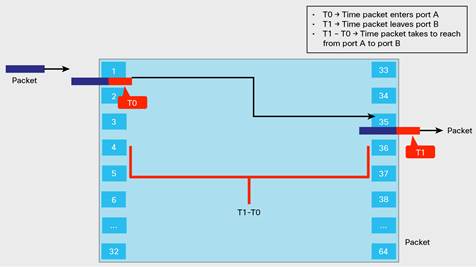 • T0 → Time packet enters port A
• T1 → Time packet leaves port B
• T1 – T0 → Time packet takes to reach
from port A to port B
Packet
1
2
3
4
5
6
...
32
T0
33
34
35
36
37
38
...
64
T1
Packet
T1-T0
Packet